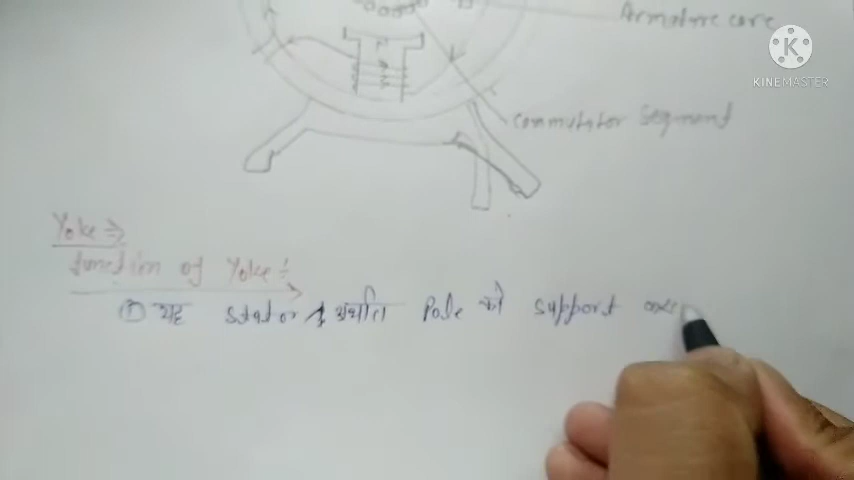 Armature core
KINEMASTER
Commutator Segment
Yoke ⇒
function of Yoke ÷
① यह stator अर्थात Pole को support